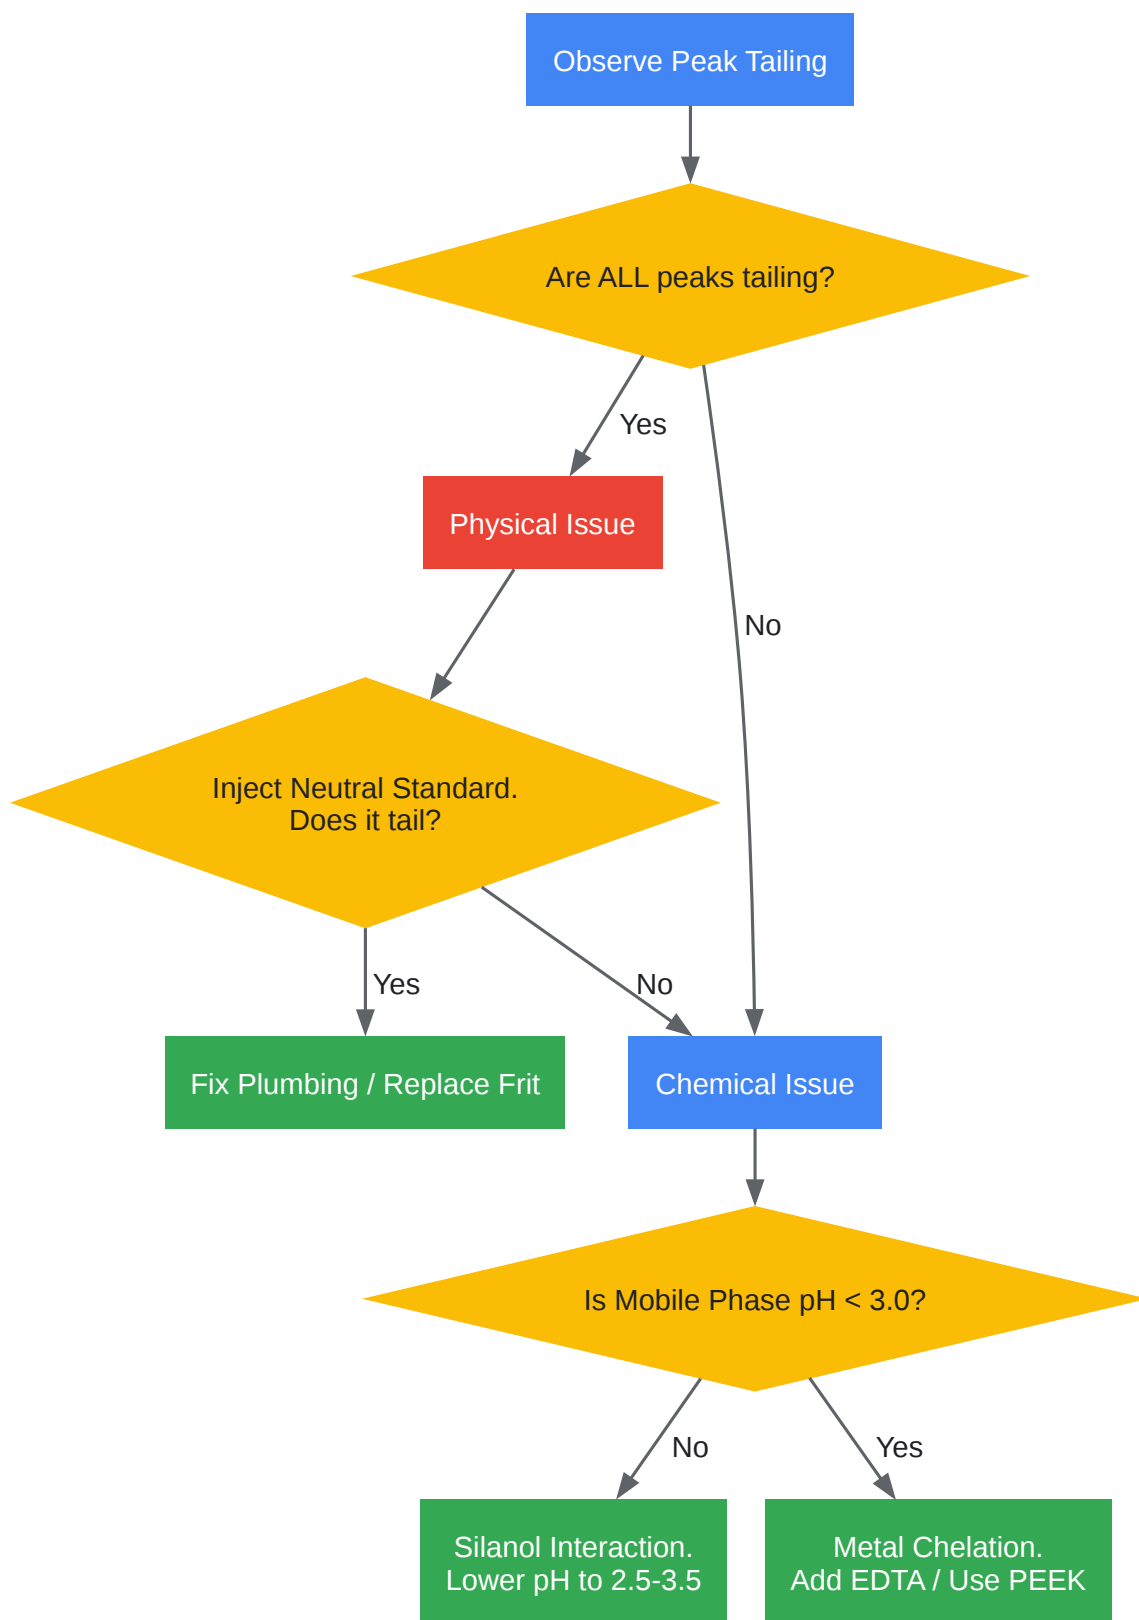 Observe Peak Tailing
Are ALL peaks tailing?
Yes
Physical Issue
No
Inject Neutral Standard.
Does it tail?
Yes
No
Fix Plumbing / Replace Frit
Chemical Issue
Is Mobile Phase pH < 3.0?
No
Yes
Silanol Interaction.
Lower pH to 2.5-3.5
Metal Chelation.
Add EDTA / Use PEEK